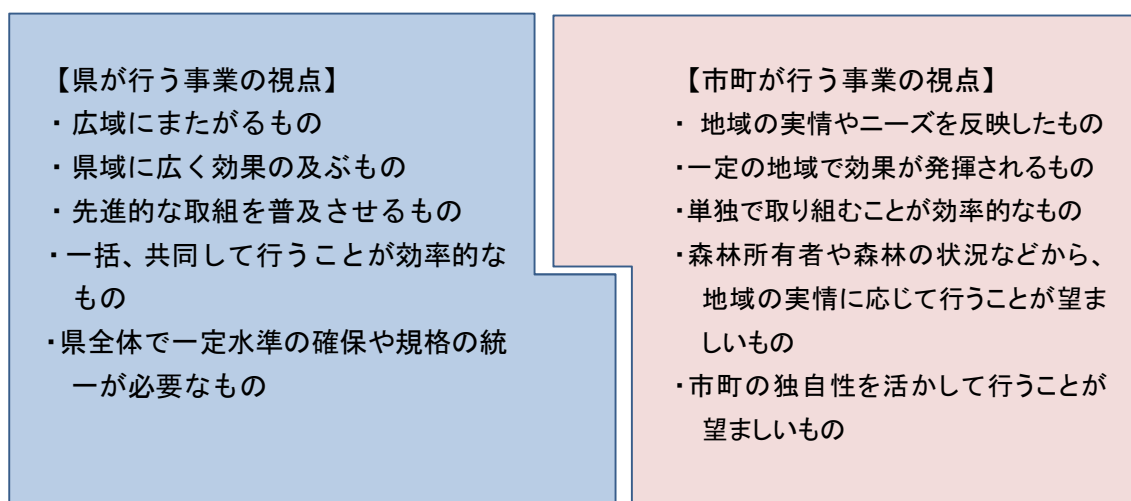 【県が行う事業の視点】
・ 広域にまたがるもの
・ 県域に広く効果の及ぶもの
・ 先進的な取組を普及させるもの
・一括、共同して行うことが効率的な
もの
・県全体で一定水準の確保や規格の統
一が必要なもの
【市町が行う事業の視点】
・ 地域の実情やニーズを反映したもの
・一定の地域で効果が発揮されるもの
・単独で取り組むことが効率的なもの
・森林所有者や森林の状況などから、
地域の実情に応じて行うことが望ま
しいもの
・市町の独自性を活かして行うことが
望ましいもの